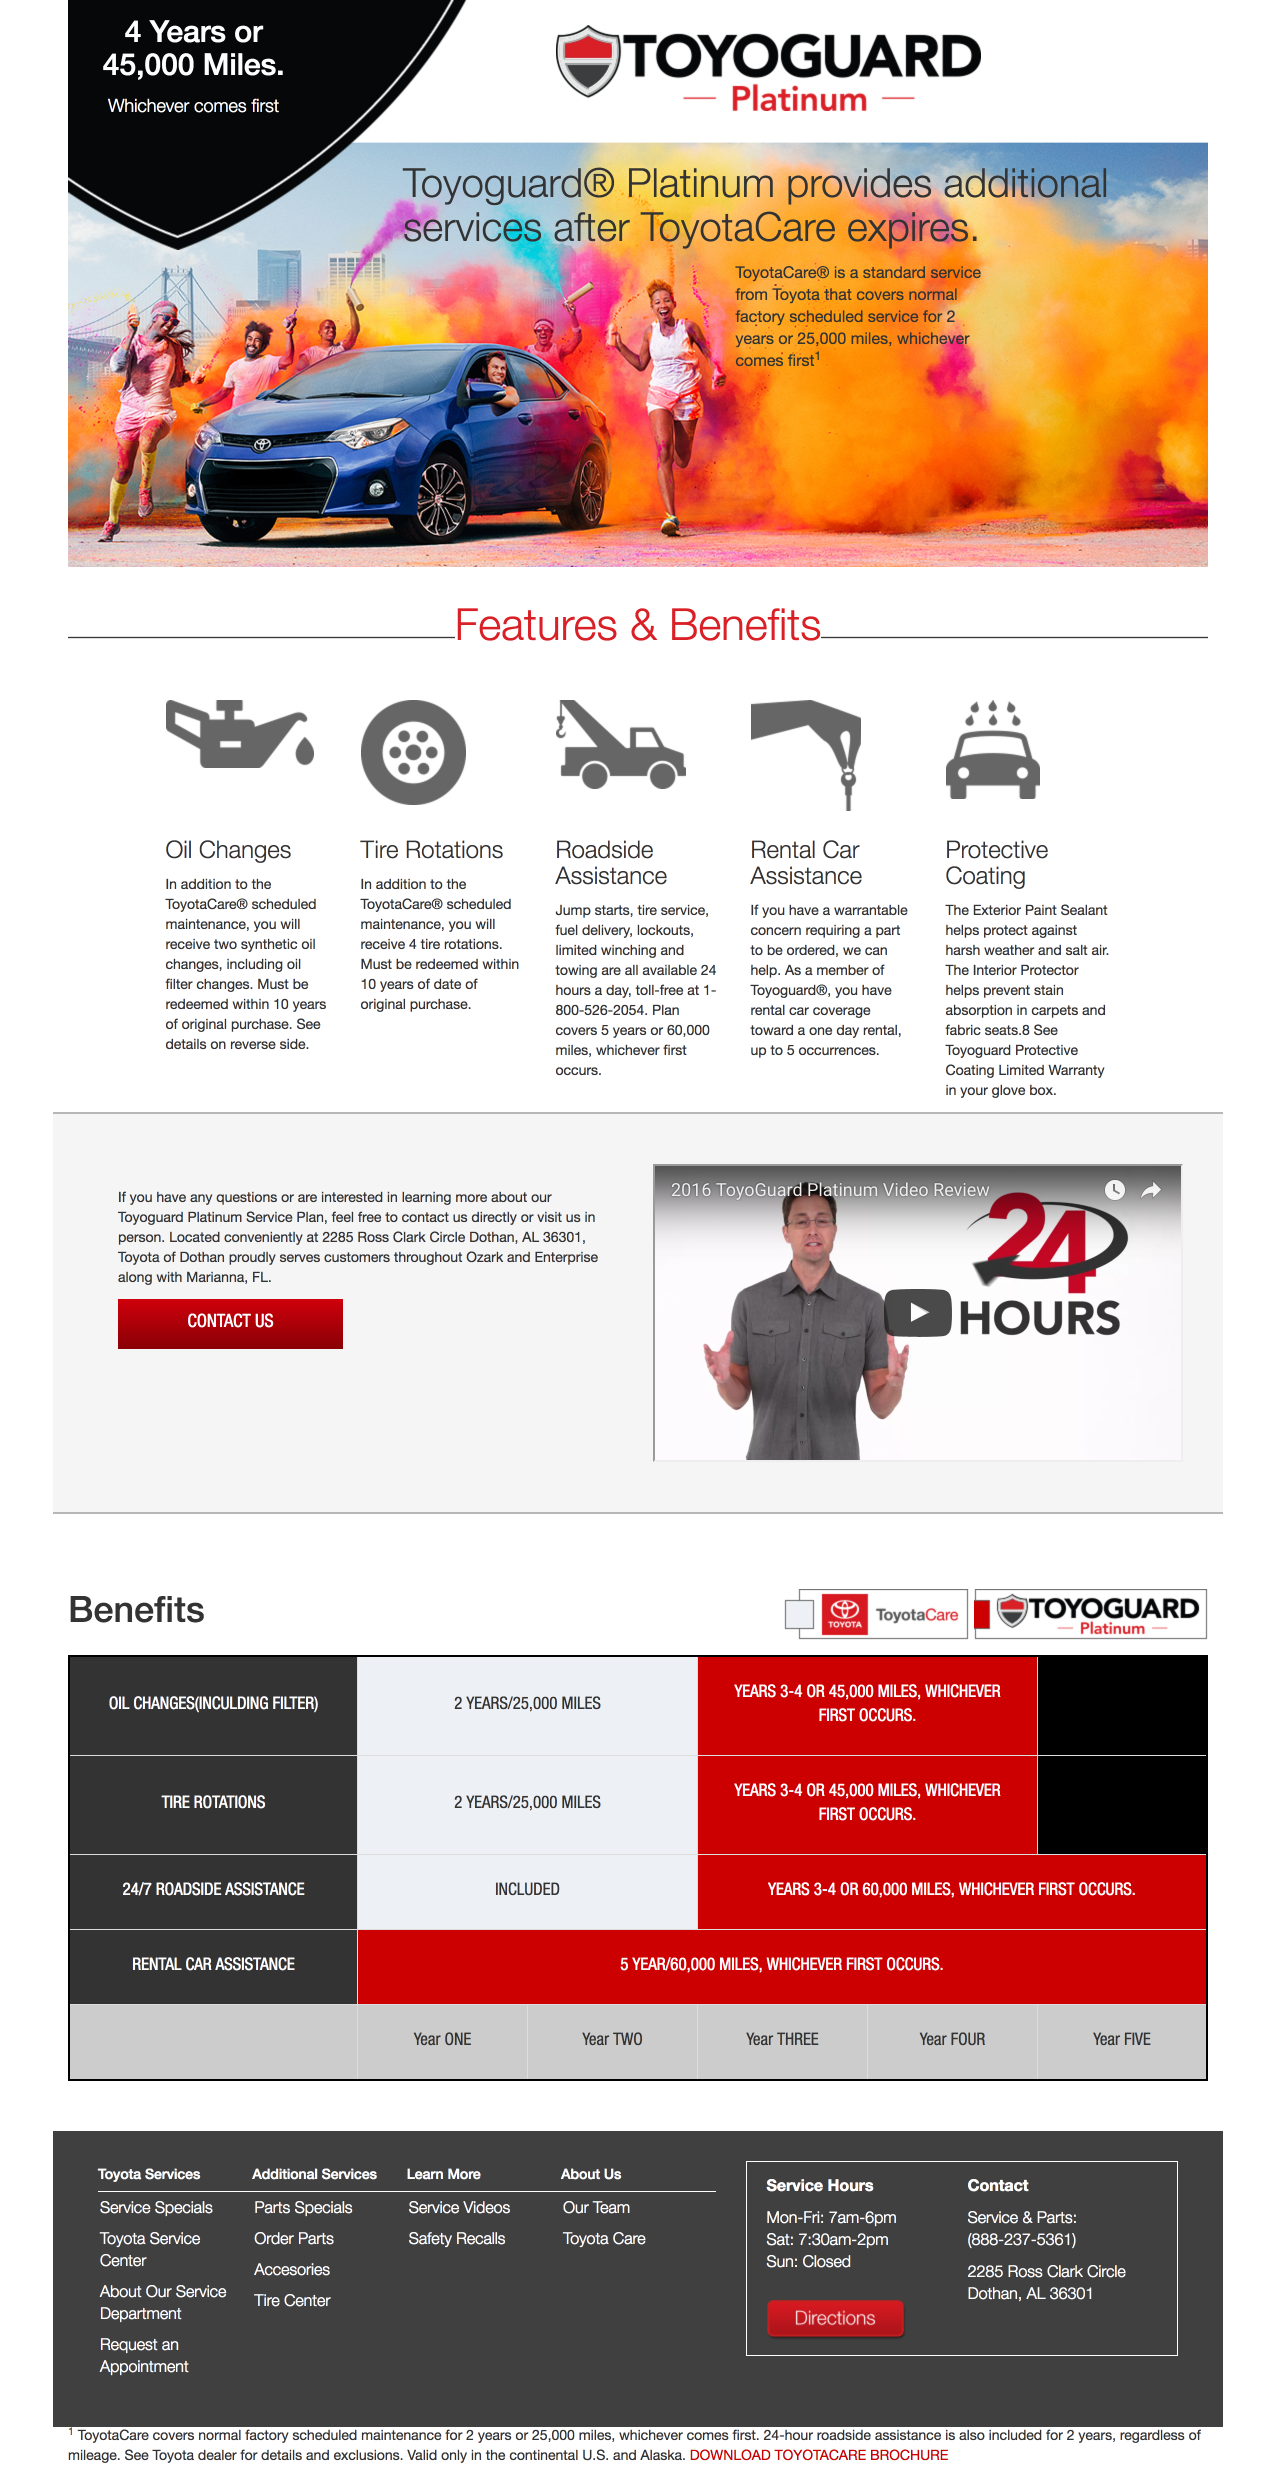 4 Years or
45,000 Miles.
Whichever comes first
TOYOGUARD
Platinum
Toyoguard® Platinum provides additional
services after ToyotaCare expires.
ToyotaCare® is a standard service
from Toyota that covers normal
factory scheduled service for 2
years or 25,000 miles, whichever
comes first1
Features & Benefits
Oil Changes
In addition to the
ToyotaCare® scheduled
maintenance, you will
receive two synthetic oil
changes, including oil
filter changes. Must be
redeemed within 10 years
of original purchase. See
details on reverse side.
Tire Rotations
In addition to the
ToyotaCare® scheduled
maintenance, you will
receive 4 tire rotations.
Must be redeemed within
10 years of date of
original purchase.
Roadside
Assistance
Jump starts, tire service,
fuel delivery, lockouts,
limited winching and
towing are all available 24
hours a day, toll-free at 1-
800-526-2054. Plan
covers 5 years or 60,000
miles, whichever first
occurs.
Rental Car
Assistance
If you have a warrantable
concern requiring a part
to be ordered, we can
help. As a member of
Toyoguard®, you have
rental car coverage
toward a one day rental,
up to 5 occurrences.
Protective
Coating
The Exterior Paint Sealant
helps protect against
harsh weather and salt air.
The Interior Protector
helps prevent stain
absorption in carpets and
fabric seats.8 See
Toyoguard Protective
Coating Limited Warranty
in your glove box.
If you have any questions or are interested in learning more about our
Toyoguard Platinum Service Plan, feel free to contact us directly or visit us in
person. Located conveniently at 2285 Ross Clark Circle Dothan, AL 36301,
Toyota of Dothan proudly serves customers throughout Ozark and Enterprise
along with Marianna, FL.
CONTACT US
2016 ToyoGuard Platinum Video Review
24
HOURS
Benefits
TOYOTA
ToyotaCare
TOYOGUARD
Platinum
OIL CHANGES(INCULDING FILTER)
2 YEARS/25,000 MILES
YEARS 3-4 OR 45,000 MILES, WHICHEVER
FIRST OCCURS.
TIRE ROTATIONS
2 YEARS/25,000 MILES
YEARS 3-4 OR 45,000 MILES, WHICHEVER
FIRST OCCURS.
24/7 ROADSIDE ASSISTANCE
INCLUDED
YEARS 3-4 OR 60,000 MILES, WHICHEVER FIRST OCCURS.
RENTAL CAR ASSISTANCE
5 YEAR/60,000 MILES, WHICHEVER FIRST OCCURS.
Year ONE
Year TWO
Year THREE
Year FOUR
Year FIVE
Toyota Services
Service Specials
Toyota Service
Center
About Our Service
Department
Request an
Appointment
Additional Services
Parts Specials
Order Parts
Accesories
Tire Center
Learn More
Service Videos
Safety Recalls
About Us
Our Team
Toyota Care
Service Hours
Mon-Fri: 7am-6pm
Sat: 7:30am-2pm
Sun: Closed
Directions
Contact
Service & Parts:
(888-237-5361)
2285 Ross Clark Circle
Dothan, AL 36301
1 ToyotaCare covers normal factory scheduled maintenance for 2 years or 25,000 miles, whichever comes first. 24-hour roadside assistance is also included for 2 years, regardless of
mileage. See Toyota dealer for details and exclusions. Valid only in the continental U.S. and Alaska. DOWNLOAD TOYOTACARE BROCHURE